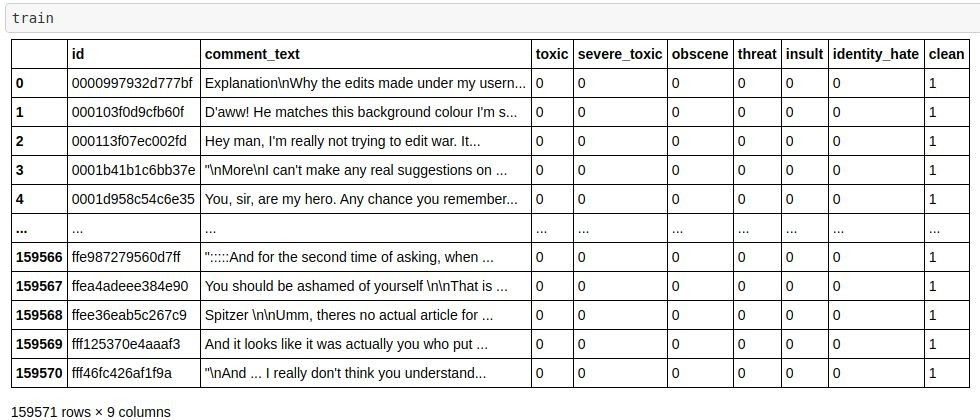 train
id comment_text toxic severe_toxic obscene threat insult identity_hate clean
0 0000997932d777bf Explanation\nWhy the edits made under my usern... 0 0 0 0 0 0 1
1 000103f0d9cfb60f D'aww! He matches this background colour I'm s... 0 0 0 0 0 0 1
2 000113f07ec002fd Hey man, I'm really not trying to edit war. It... 0 0 0 0 0 0 1
3 0001b41b1c6bb37e "\nMore\nI can't make any real suggestions on ... 0 0 0 0 0 0 1
4 0001d958c54c6e35 You, sir, are my hero. Any chance you remember... 0 0 0 0 0 0 1
... ... ... ... ... ... ... ... ... ...
159566 ffe987279560d7ff ":::::And for the second time of asking, when ... 0 0 0 0 0 0 1
159567 ffea4adeee384e90 You should be ashamed of yourself \n\nThat is ... 0 0 0 0 0 0 1
159568 ffee36eab5c267c9 Spitzer \n\nUmm, theres no actual article for ... 0 0 0 0 0 0 1
159569 fff125370e4aaaf3 And it looks like it was actually you who put ... 0 0 0 0 0 0 1
159570 fff46fc426af1f9a "\nAnd ... I really don't think you understand... 0 0 0 0 0 0 1
159571 rows × 9 columns